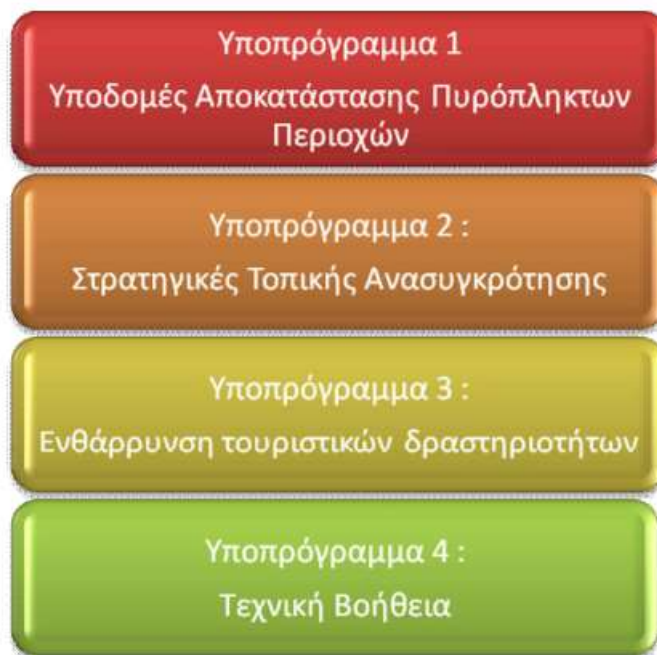 Υποπρόγραμμα 1
Υποδομές Αποκατάστασης Πυρόπληκτων
Περιοχών
Υποπρόγραμμα 2 :
Στρατηγικές Τοπικής Ανασυγκρότησης
Υποπρόγραμμα 3 :
Ενθάρρυνση τουριστικών δραστηριοτήτων
Υποπρόγραμμα 4 :
Τεχνική Βοήθεια